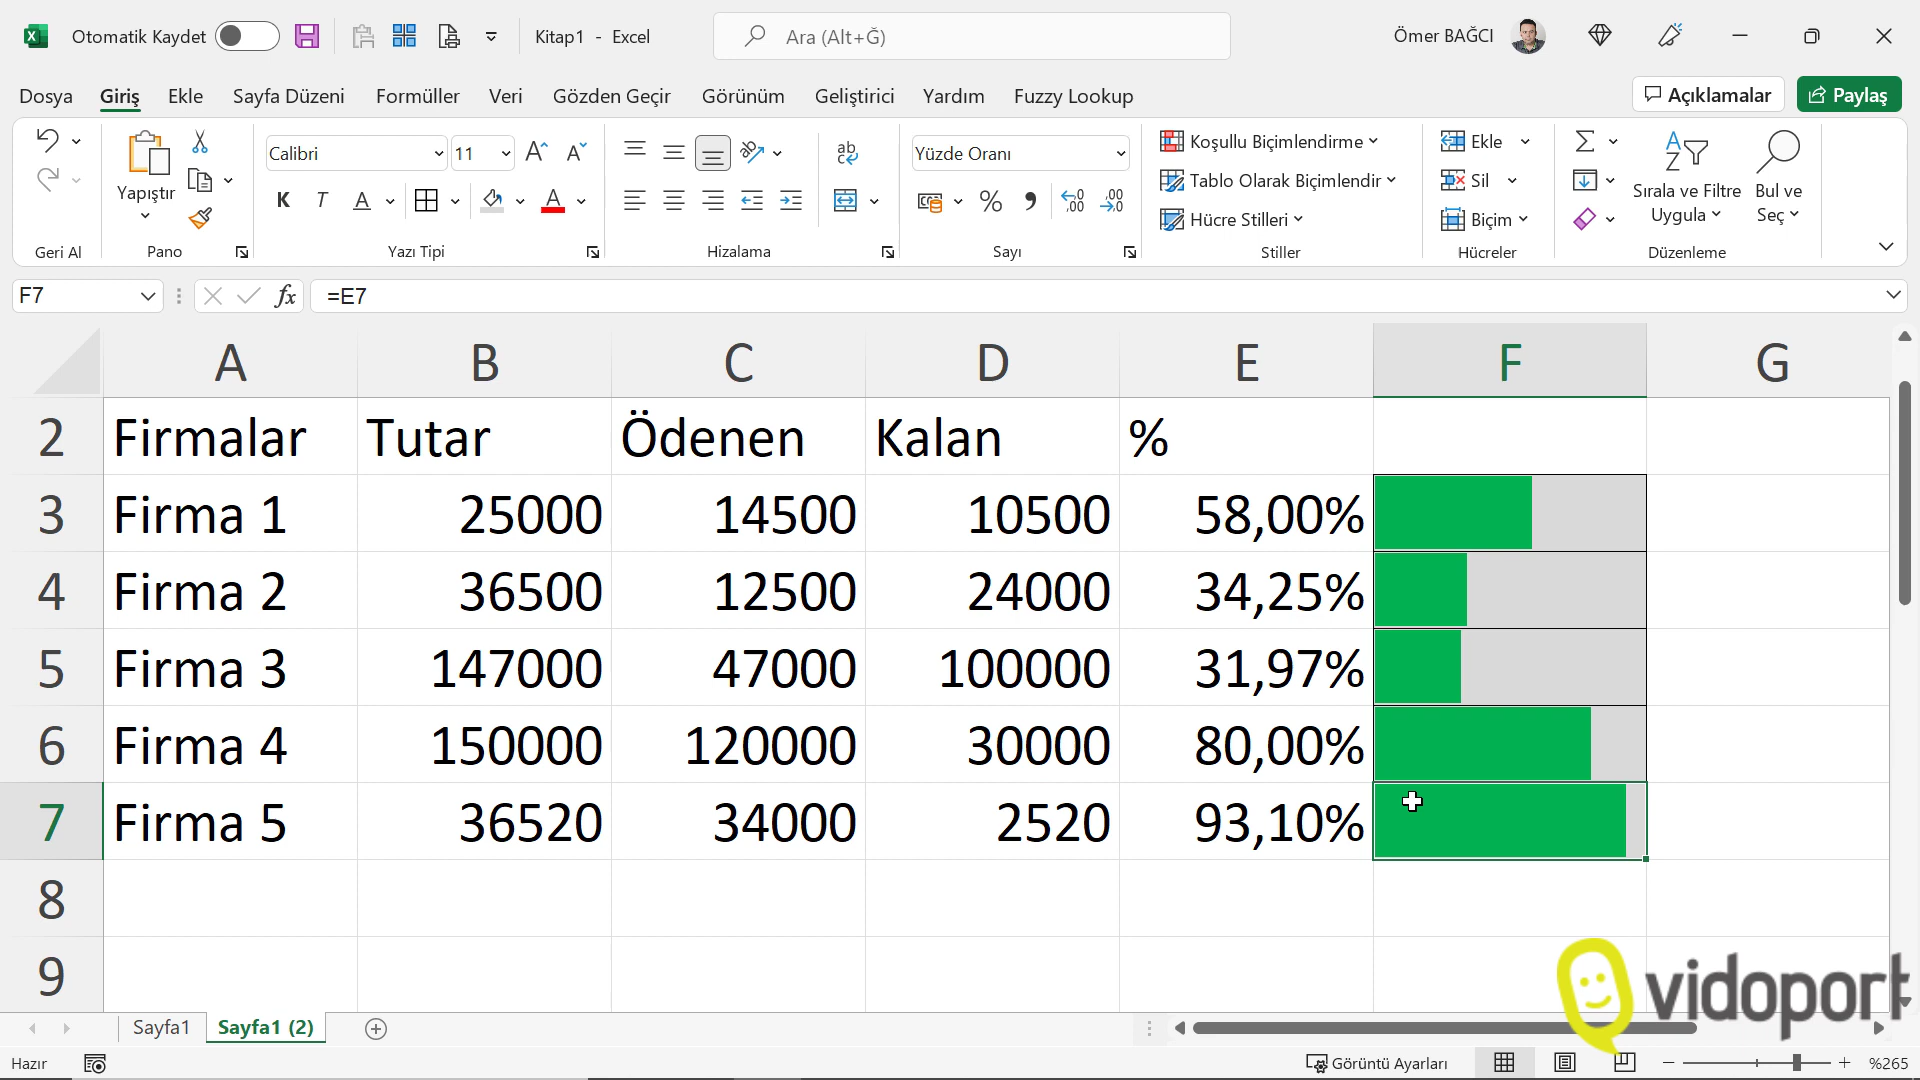 Otomatik Kaydet
Kitap1 - Excel
Ara (Alt+Ğ)
Ömer BAĞCI
Dosya Giriş Ekle Sayfa Düzeni Formüller Veri Gözden Geçir Görünüm Geliştirici Yardım Fuzzy Lookup
Açıklamalar Paylaş
Yapıştır
Calibri 11
K T A
A
ab
Yüzde Oranı
%
Koşullu Biçimlendirme
Tablo Olarak Biçimlendir
Hücre Stilleri
Ekle
Sil
Biçim
Sırala ve Filtre
Uygula
Bul ve
Seç
Geri Al Pano Yazı Tipi Hizalama Sayı Stiller Hücreler Düzenleme
F7 fx =E7
A B C D E F G
2 Firmalar Tutar Ödenen Kalan %
3 Firma 1 25000 14500 10500 58,00%
4 Firma 2 36500 12500 24000 34,25%
5 Firma 3 147000 47000 100000 31,97%
6 Firma 4 150000 120000 30000 80,00%
7 Firma 5 36520 34000 2520 93,10%
8
9
vidoport
Sayfa1 Sayfa1 (2)
Hazır
Görüntü Ayarları
%265